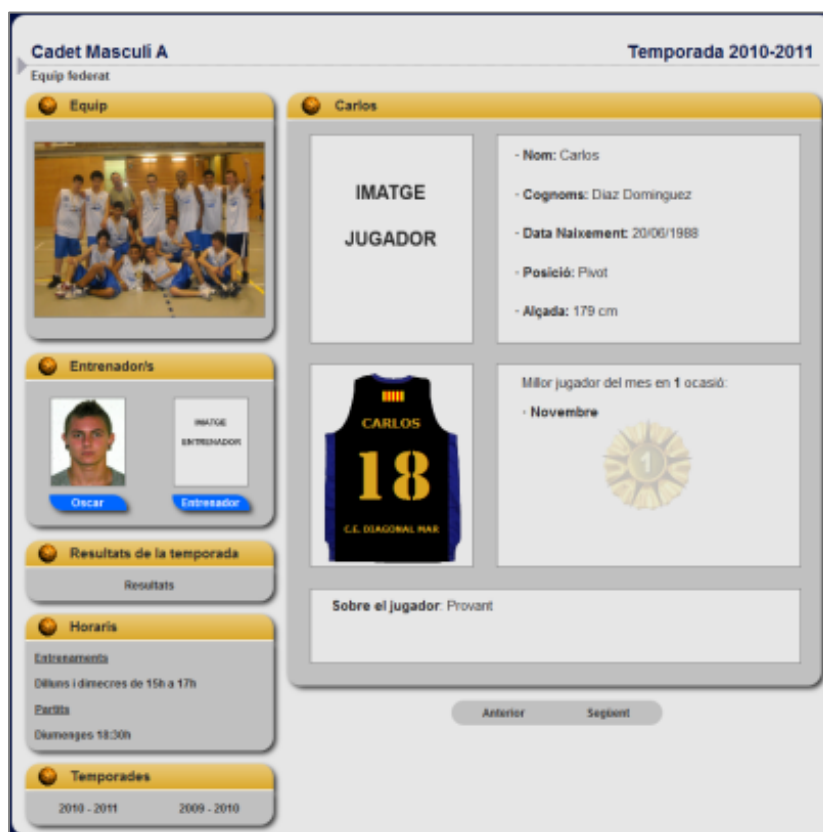 Cadet Masculí A
Temporada 2010-2011
Equip federat
Equip
Entrenador/s
IMATGE
ENTRENADOR
Oscar
Entrenador
Resultats de la temporada
Resultats
Horaris
Entrenaments
Dilluns i dimecres de 15h a 17h
Partits
Diumenges 18:30h
Temporades
2010 - 2011
2009 - 2010
Carlos
IMATGE
JUGADOR
- Nom: Carlos
- Cognoms: Diaz Dominguez
- Data Naixement: 20/06/1988
- Posició: Pivot
- Alçada: 179 cm
CARLOS
18
C.E. DIAGONAL MAR
Millor jugador del mes en 1 ocasió:
- Novembre
1
Sobre el jugador: Provant
Anterior
Següent